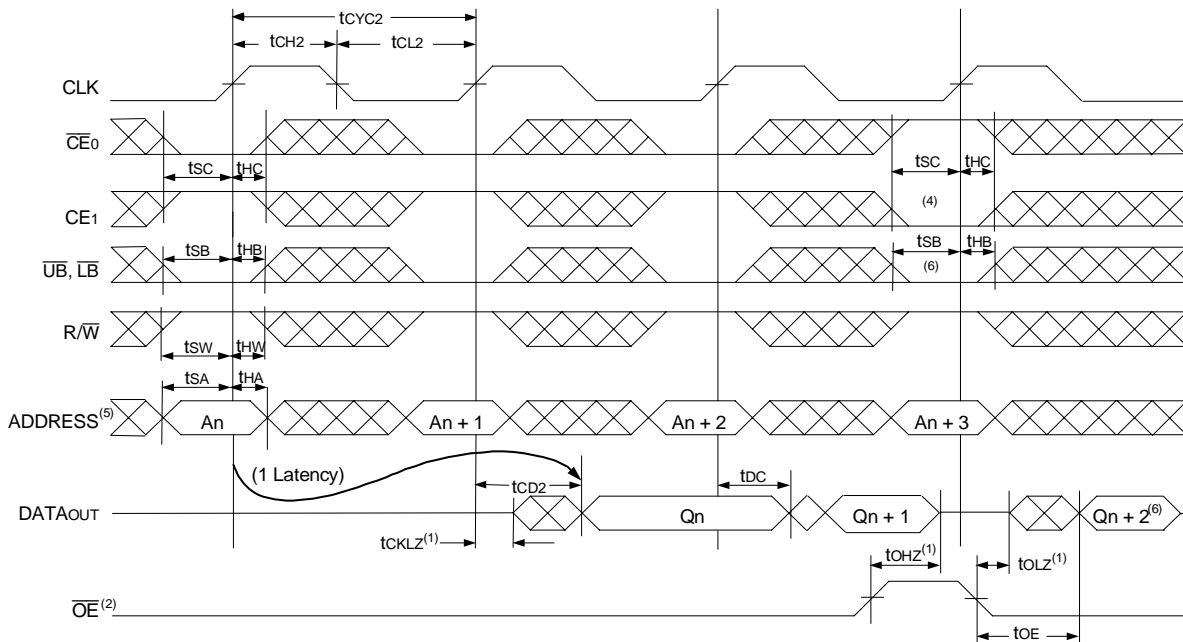 tCYC2
tCH2
tCL2
CLK
CE0
tSC
tHC
tSC
tHC
CE1
(4)
tSB
tHB
tSB
tHB
UB, LB
(6)
R/W
tSW
tHW
tSA
tHA
ADDRESS(5)
An
An + 1
An + 2
An + 3
(1 Latency)
tCD2
tDC
DATAOUT
Qn
Qn + 1
Qn + 2(6)
tCKLZ(1)
tOHZ(1)
tOLZ(1)
OE(2)
tOE